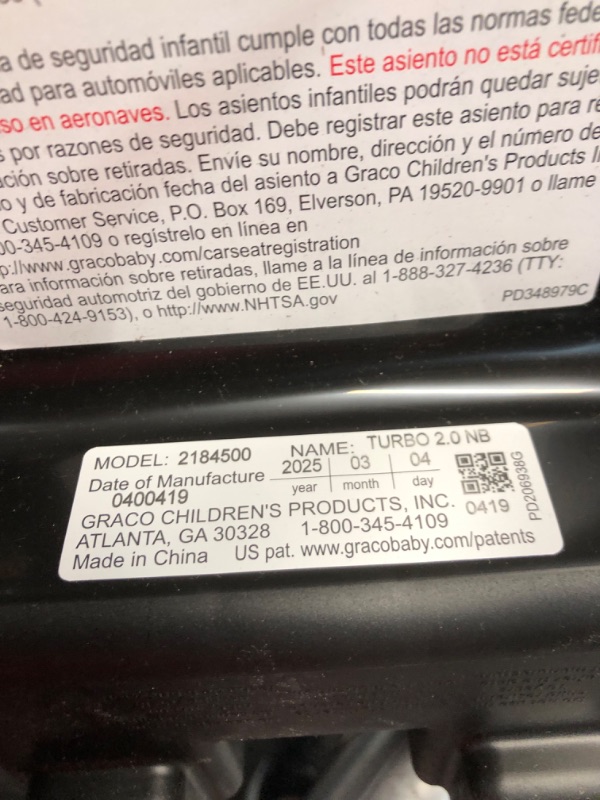 a de seguridad infantil cumple con todas las normas fede
ad para automóviles aplicables. Este asiento no está certif
so en aeronaves. Los asientos infantiles podrán quedar suje
s por razones de seguridad. Debe registrar este asiento para re
ción sobre retiradas. Envíe su nombre, dirección y el número de
o y de fabricación fecha del asiento a Graco Children's Products I
Customer Service, P.O. Box 169, Elverson, PA 19520-9901 o llame
00-345-4109 o regístrelo en línea en
p://www.gracobaby.com/carseatregistration
ara información sobre retiradas, llame a la línea de información sobre
seguridad automotriz del gobierno de EE.UU. al 1-888-327-4236 (TTY:
1-800-424-9153), o http://www.NHTSA.gov
PD348979C
MODEL: 2184500 NAME: TURBO 2.0 NB
Date of Manufacture 2025 03 04
0400419 year month day
GRACO CHILDREN'S PRODUCTS, INC. 0419
ATLANTA, GA 30328 1-800-345-4109
Made in China US pat. www.gracobaby.com/patents
PD206938G